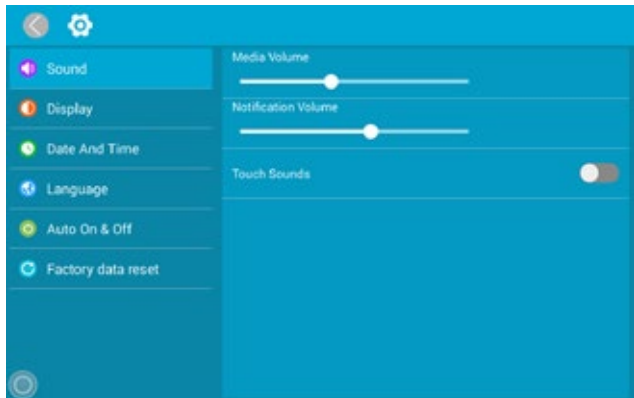 Sound
Display
Date And Time
Language
Auto On & Off
Factory data reset
Media Volume
Notification Volume
Touch Sounds